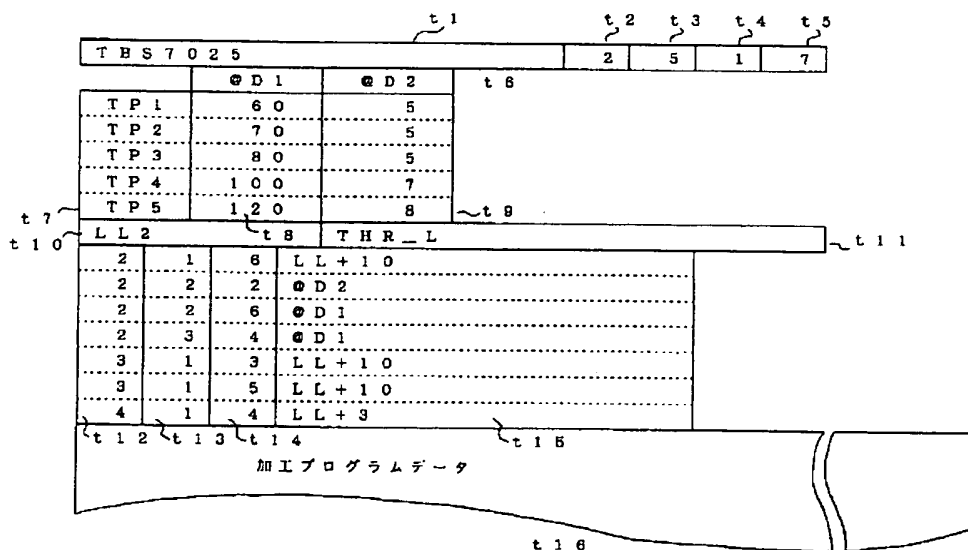 t1 t2 t3 t4 t5
TBS7025 2 5 1 7
@D1 @D2 t6
TP1 60 5
TP2 70 5
TP3 80 5
TP4 100 7
TP5 120 8
t7 t8 t9
t10 LL2 THR_L t11
2 1 6 LL+10
2 2 2 @D2
2 2 6 @D1
2 3 4 @D1
3 1 3 LL+10
3 1 5 LL+10
4 1 4 LL+3
t12 t13 t14 t15
加工プログラムデータ
t16